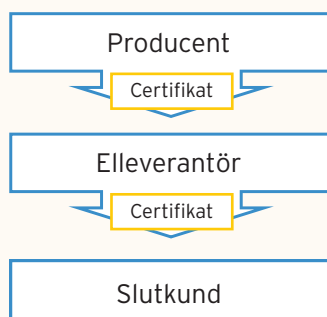 Producent
Certifikat
Elleverantör
Certifikat
Slutkund